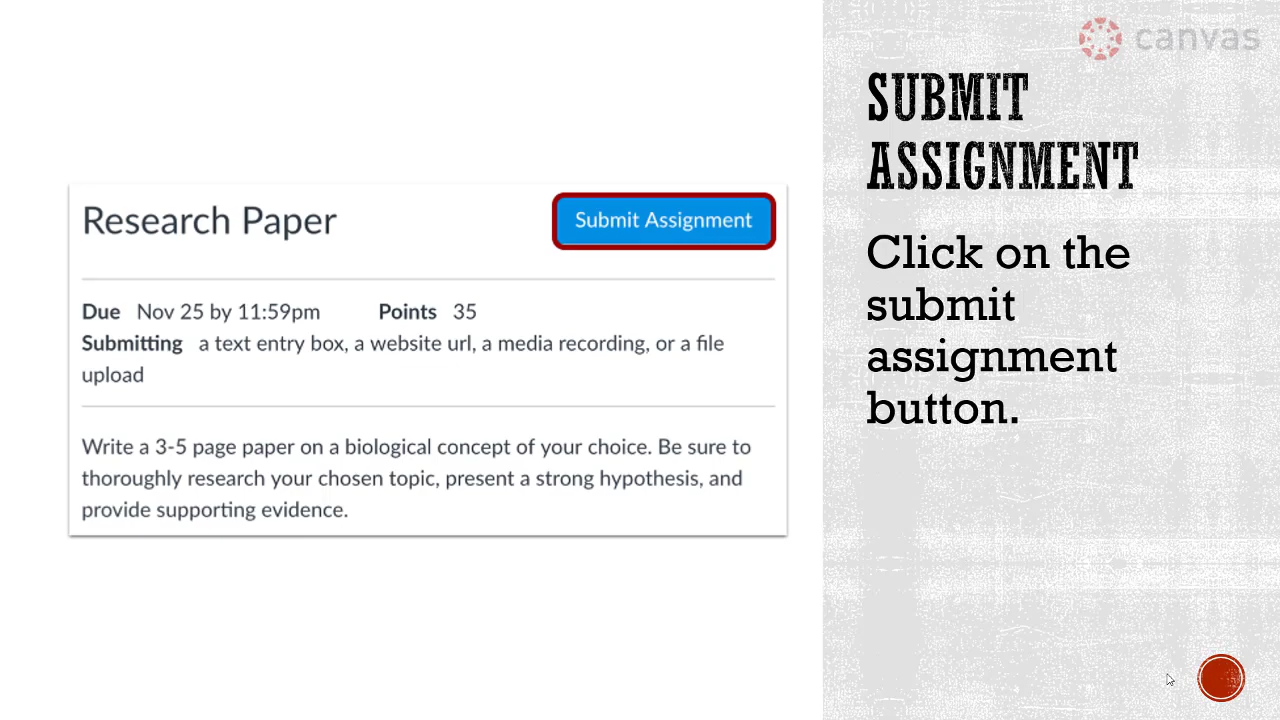 Research Paper
Submit Assignment
Due Nov 25 by 11:59pm Points 35
Submitting a text entry box, a website url, a media recording, or a file
upload
Write a 3-5 page paper on a biological concept of your choice. Be sure to
thoroughly research your chosen topic, present a strong hypothesis, and
provide supporting evidence.
canvas
SUBMIT
ASSIGNMENT
Click on the
submit
assignment
button.